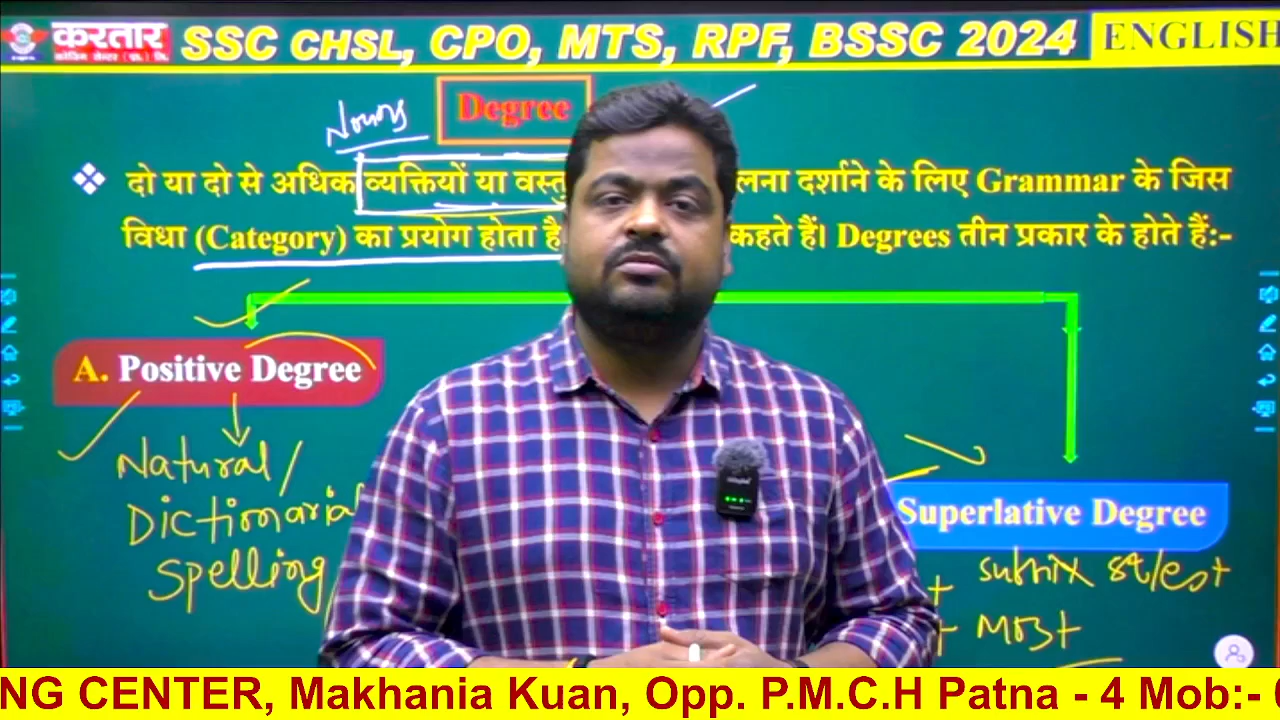 करतार
SSC CHSL, CPO, MTS, RPF, BSSC 2024
ENGLISH
Degree
Nouns
दो या दो से अधिक व्यक्तियों या वस्तु लना दर्शाने के लिए Grammar के जिस
विधा (Category) का प्रयोग होता है कहते हैं। Degrees तीन प्रकार के होते हैं:-
A. Positive Degree
Natural/
Dictionarial
Spelling
Superlative Degree
+ suffix st/est
+ Most
NG CENTER, Makhania Kuan, Opp. P.M.C.H Patna - 4 Mob:-